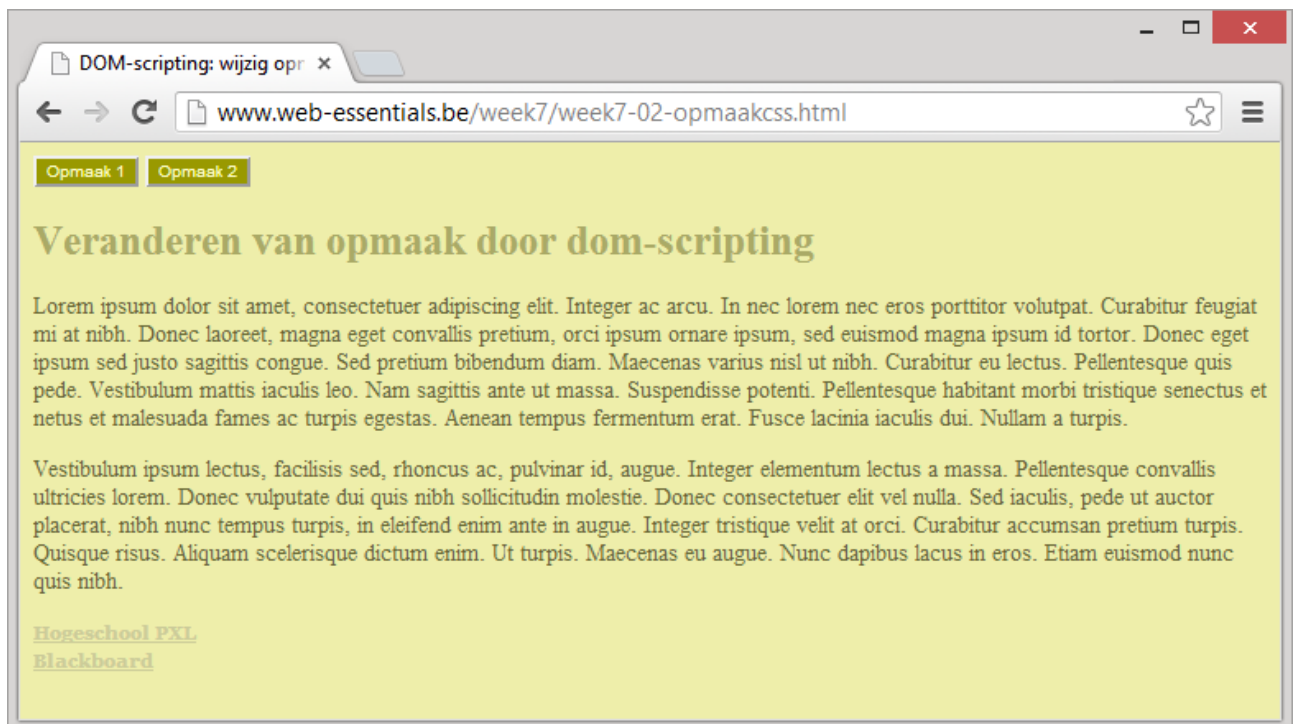 DOM-scripting: wijzig opr
www.web-essentials.be/week7/week7-02-opmaakcss.html
Opmaak 1 Opmaak 2
Veranderen van opmaak door dom-scripting
Lorem ipsum dolor sit amet, consectetuer adipiscing elit. Integer ac arcu. In nec lorem nec eros porttitor volutpat. Curabitur feugiat
mi at nibh. Donec laoreet, magna eget convallis pretium, orci ipsum ornare ipsum, sed euismod magna ipsum id tortor. Donec eget
ipsum sed justo sagittis congue. Sed pretium bibendum diam. Maecenas varius nisl ut nibh. Curabitur eu lectus. Pellentesque quis
pede. Vestibulum mattis iaculis leo. Nam sagittis ante ut massa. Suspendisse potenti. Pellentesque habitant morbi tristique senectus et
netus et malesuada fames ac turpis egestas. Aenean tempus fermentum erat. Fusce lacinia iaculis dui. Nullam a turpis.
Vestibulum ipsum lectus, facilisis sed, rhoncus ac, pulvinar id, augue. Integer elementum lectus a massa. Pellentesque convallis
ultricies lorem. Donec vulputate dui quis nibh sollicitudin molestie. Donec consectetuer elit vel nulla. Sed iaculis, pede ut auctor
placerat, nibh nunc tempus turpis, in eleifend enim ante in augue. Integer tristique velit at orci. Curabitur accumsan pretium turpis.
Quisque risus. Aliquam scelerisque dictum enim. Ut turpis. Maecenas eu augue. Nunc dapibus lacus in eros. Etiam euismod nunc
quis nibh.
Hogeschool PXL
Blackboard